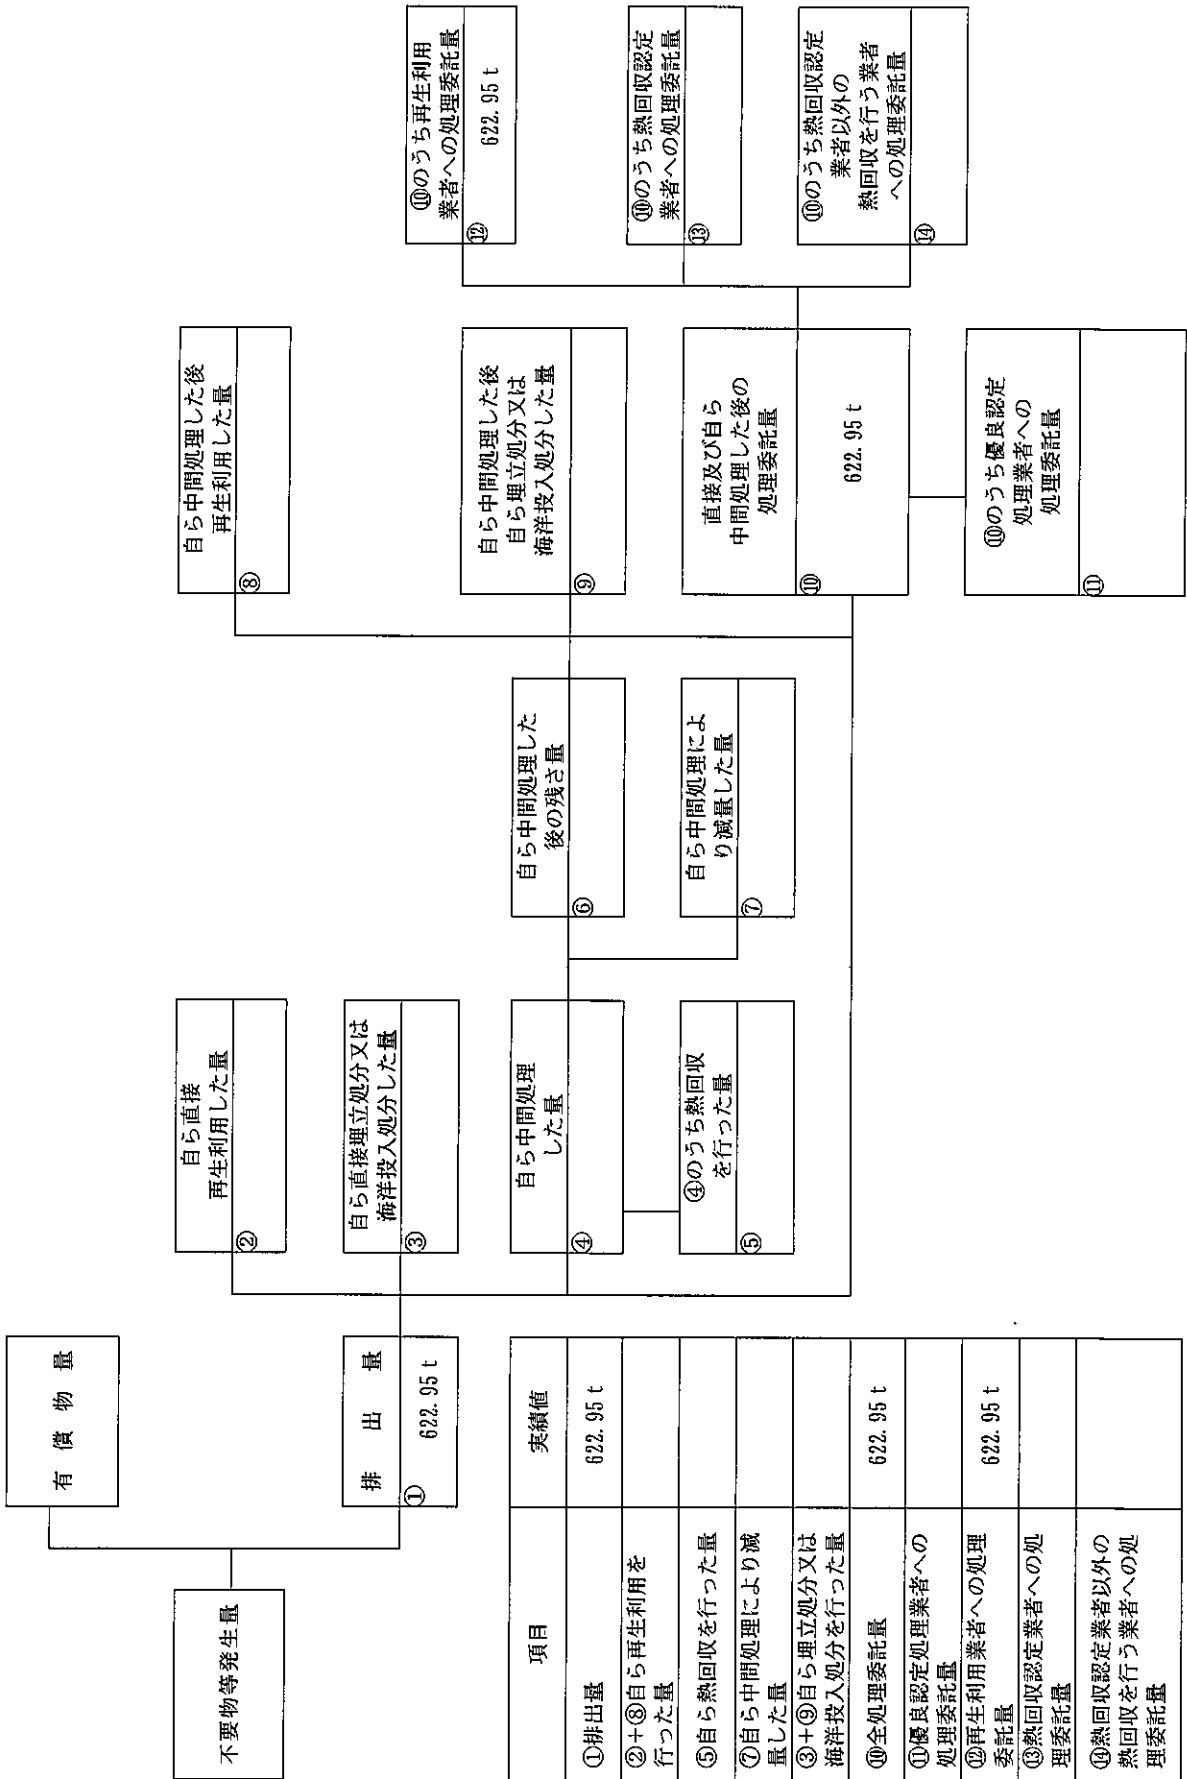 不要物等発生量
有償物量
排出量
①
622.95 t
自ら直接
再生利用した量
②
自ら直接埋立処分又は
海洋投入処分した量
③
自ら中間処理
した量
④
④のうち熱回収
を行った量
⑤
自ら中間処理した
後の残さ量
⑥
自ら中間処理によ
り減量した量
⑦
自ら中間処理した後
再生利用した量
⑧
自ら中間処理した後
自ら埋立処分又は
海洋投入処分した量
⑨
直接及び自ら
中間処理した後の
処理委託量
⑩
622.95 t
⑩のうち優良認定
処理業者への
処理委託量
⑪
⑩のうち再生利用
業者への処理委託量
⑫
622.95 t
⑩のうち熱回収認定
業者への処理委託量
⑬
⑩のうち熱回収認定
業者以外の
熱回収を行う業者
への処理委託量
⑭
項目
実績値
①排出量
622.95 t
②+⑧自ら再生利用を
行った量
⑤自ら熱回収を行った量
⑦自ら中間処理により減
量した量
③+⑨自ら埋立処分又は
海洋投入処分を行った量
⑩全処理委託量
622.95 t
⑪優良認定処理業者への
処理委託量
⑫再生利用業者への処理
委託量
622.95 t
⑬熱回収認定業者への処
理委託量
⑭熱回収認定業者以外の
熱回収を行う業者への処
理委託量